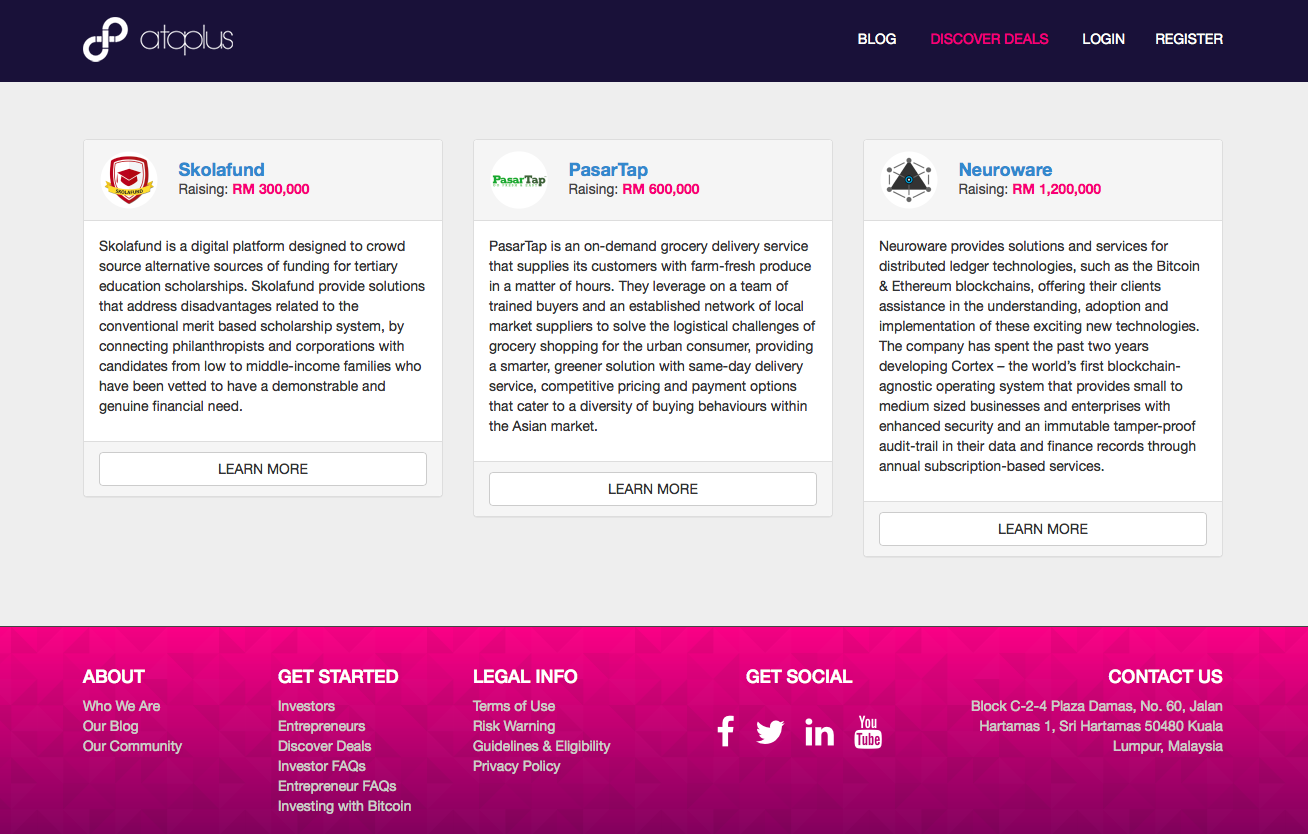 ataplus
BLOG
DISCOVER DEALS
LOGIN
REGISTER
SKOLAFUND
Skolafund
Raising: RM 300,000
Skolafund is a digital platform designed to crowd
source alternative sources of funding for tertiary
education scholarships. Skolafund provide solutions
that address disadvantages related to the
conventional merit based scholarship system, by
connecting philanthropists and corporations with
candidates from low to middle-income families who
have been vetted to have a demonstrable and
genuine financial need.
LEARN MORE
PasarTap
PasarTap
Raising: RM 600,000
PasarTap is an on-demand grocery delivery service
that supplies its customers with farm-fresh produce
in a matter of hours. They leverage on a team of
trained buyers and an established network of local
market suppliers to solve the logistical challenges of
grocery shopping for the urban consumer, providing
a smarter, greener solution with same-day delivery
service, competitive pricing and payment options
that cater to a diversity of buying behaviours within
the Asian market.
LEARN MORE
Neuroware
Raising: RM 1,200,000
Neuroware provides solutions and services for
distributed ledger technologies, such as the Bitcoin
& Ethereum blockchains, offering their clients
assistance in the understanding, adoption and
implementation of these exciting new technologies.
The company has spent the past two years
developing Cortex – the world’s first blockchain-
agnostic operating system that provides small to
medium sized businesses and enterprises with
enhanced security and an immutable tamper-proof
audit-trail in their data and finance records through
annual subscription-based services.
LEARN MORE
ABOUT
Who We Are
Our Blog
Our Community
GET STARTED
Investors
Entrepreneurs
Discover Deals
Investor FAQs
Entrepreneur FAQs
Investing with Bitcoin
LEGAL INFO
Terms of Use
Risk Warning
Guidelines & Eligibility
Privacy Policy
GET SOCIAL
You
Tube
CONTACT US
Block C-2-4 Plaza Damas, No. 60, Jalan
Hartamas 1, Sri Hartamas 50480 Kuala
Lumpur, Malaysia